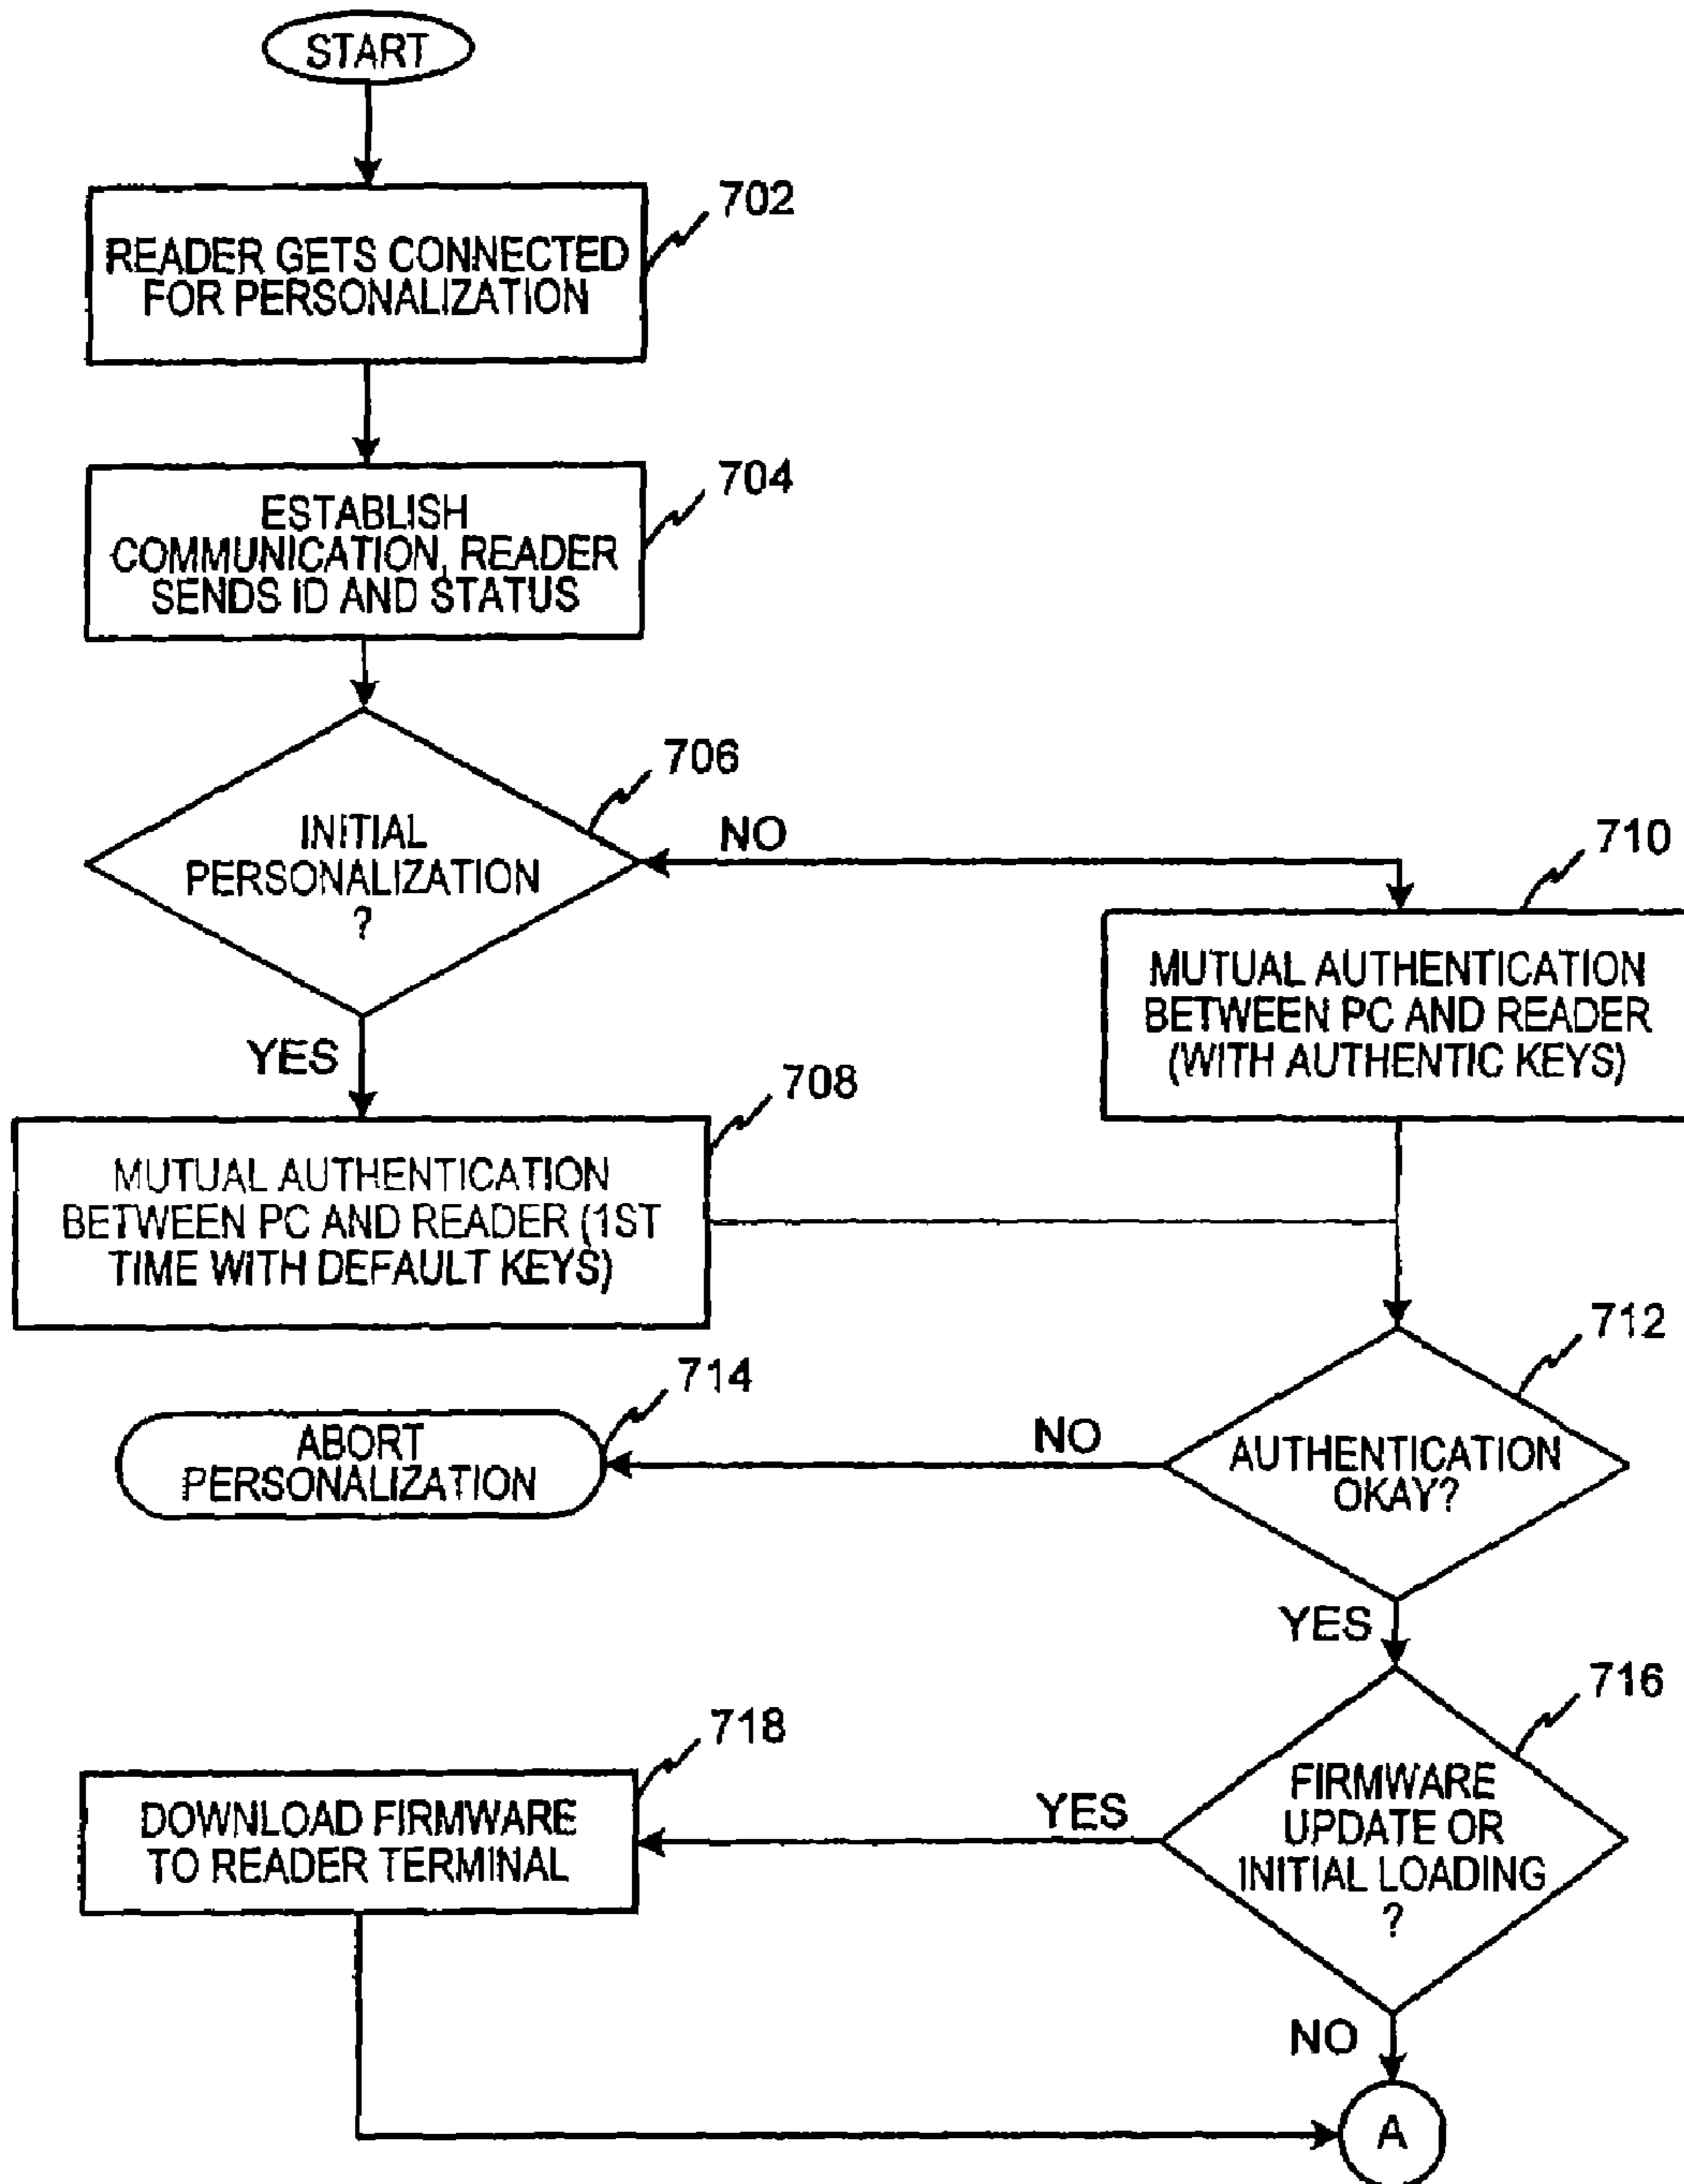 START
702
READER GETS CONNECTED
FOR PERSONALIZATION
704
ESTABLISH
COMMUNICATION, READER
SENDS ID AND STATUS
706
INITIAL
PERSONALIZATION
?
NO
710
MUTUAL AUTHENTICATION
BETWEEN PC AND READER
(WITH AUTHENTIC KEYS)
YES
708
MUTUAL AUTHENTICATION
BETWEEN PC AND READER (1ST
TIME WITH DEFAULT KEYS)
712
AUTHENTICATION
OKAY?
NO
714
ABORT
PERSONALIZATION
YES
716
FIRMWARE
UPDATE OR
INITIAL LOADING
?
YES
718
DOWNLOAD FIRMWARE
TO READER TERMINAL
NO
A